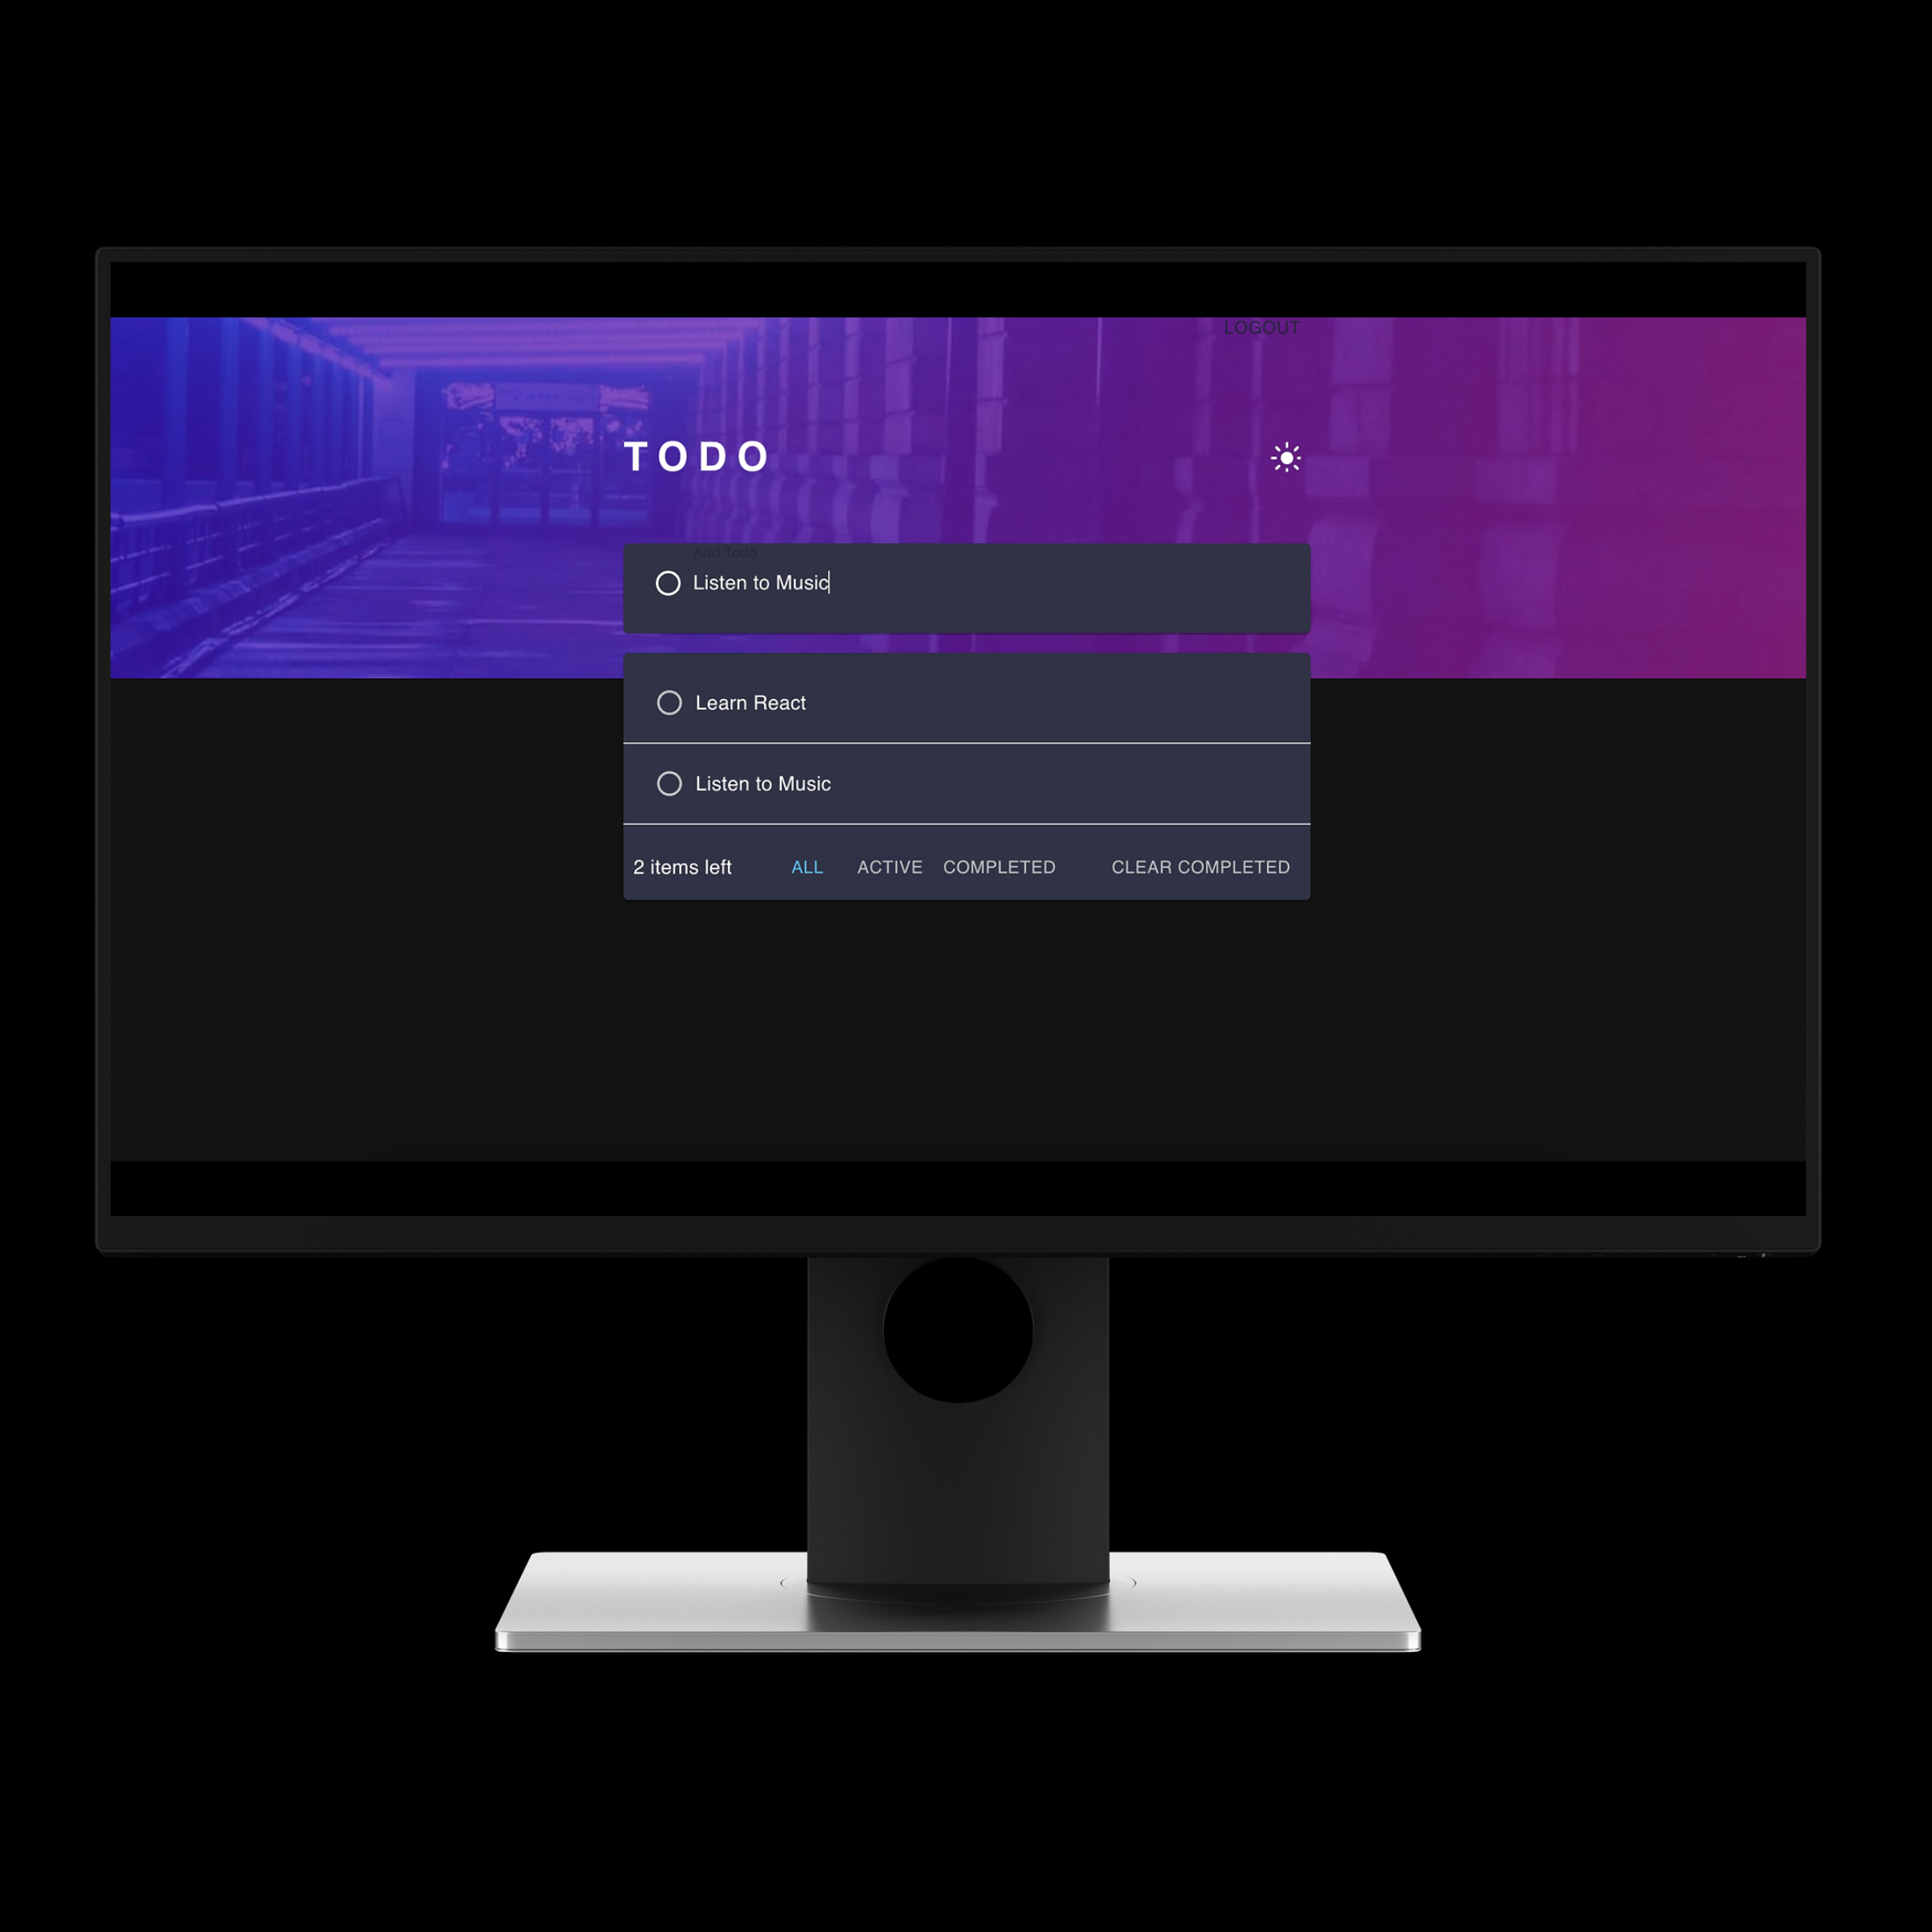 LOGOUT
TODO
Add Todo
Listen to Music
Learn React
Listen to Music
2 items left ALL ACTIVE COMPLETED CLEAR COMPLETED